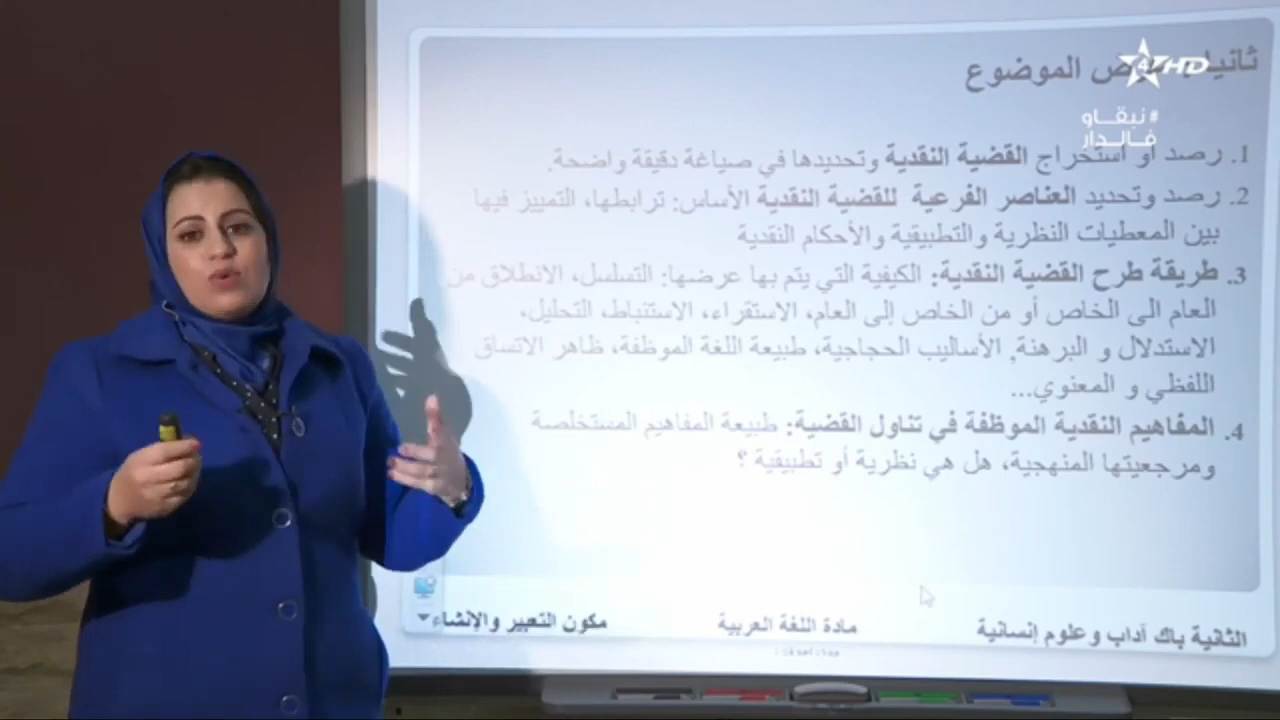 ثانيا: عرض الموضوع
4 HD
#نبقاو
فالدار
1. رصد أو استخراج القضية النقدية وتحديدها في صياغة دقيقة واضحة.
2. رصد وتحديد العناصر الفرعية للقضية النقدية الأساس: ترابطها، التمييز فيها
بين المعطيات النظرية والتطبيقية والأحكام النقدية
3. طريقة طرح القضية النقدية: الكيفية التي يتم بها عرضها: التسلسل، الانطلاق من
العام الى الخاص أو من الخاص إلى العام، الاستقراء، الاستنباط، التحليل،
الاستدلال و البرهنة, الأساليب الحجاجية، طبيعة اللغة الموظفة، ظاهر الاتساق
اللفظي و المعنوي...
4. المفاهيم النقدية الموظفة في تناول القضية: طبيعة المفاهيم المستخلصة
ومرجعيتها المنهجية، هل هي نظرية أو تطبيقية ؟
الثانية باك آداب وعلوم إنسانية
مادة اللغة العربية
مكون التعبير والإنشاء